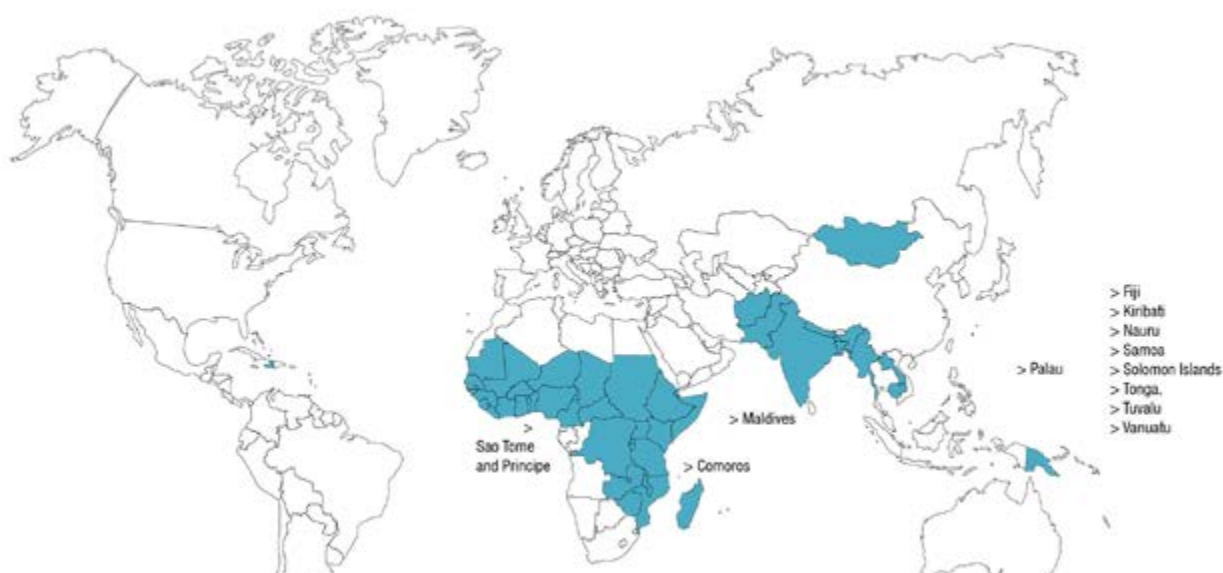 > Fiji
> Kiribati
> Nauru
> Samoa
> Palau
> Solomon Islands
> Tonga,
> Tuvalu
> Maldives
> Vanuatu
>
Sao Tome
and Principe
> Comoros